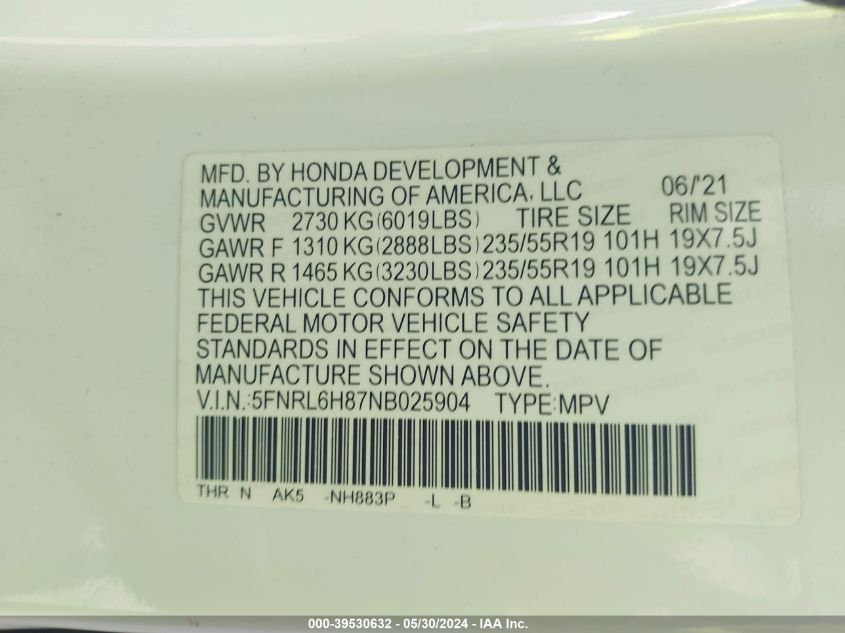 MFD. BY HONDA DEVELOPMENT &
MANUFACTURING OF AMERICA, LLC 06/'21
GVWR 2730 KG(6019LBS) TIRE SIZE RIM SIZE
GAWR F 1310 KG(2888LBS) 235/55R19 101H 19X7.5J
GAWR R 1465 KG(3230LBS) 235/55R19 101H 19X7.5J
THIS VEHICLE CONFORMS TO ALL APPLICABLE
FEDERAL MOTOR VEHICLE SAFETY
STANDARDS IN EFFECT ON THE DATE OF
MANUFACTURE SHOWN ABOVE.
V.I.N.:5FNRL6H87NB025904 TYPE:MPV
THR N AK5 -NH883P -L -B
000-39530632 - 05/30/2024 - IAA Inc.